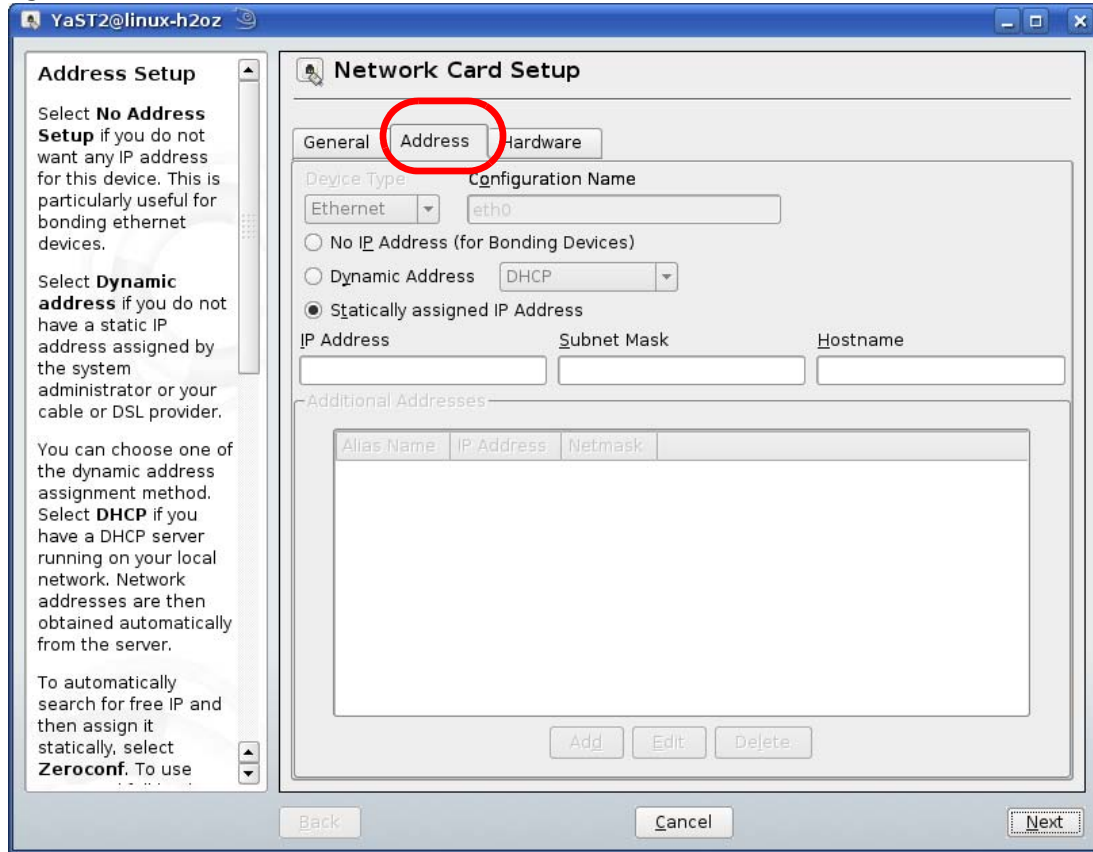 YaST2@linux-h2oz
Address Setup
Select No Address
Setup if you do not
want any IP address
for this device. This is
particularly useful for
bonding ethernet
devices.
Select Dynamic
address if you do not
have a static IP
address assigned by
the system
administrator or your
cable or DSL provider.
You can choose one of
the dynamic address
assignment method.
Select DHCP if you
have a DHCP server
running on your local
network. Network
addresses are then
obtained automatically
from the server.
To automatically
search for free IP and
then assign it
statically, select
Zeroconf. To use
Network Card Setup
General Address Hardware
Device Type Configuration Name
Ethernet eth0
No IP Address (for Bonding Devices)
Dynamic Address DHCP
Statically assigned IP Address
IP Address Subnet Mask Hostname
Additional Addresses
Alias Name IP Address Netmask
Add Edit Delete
Back Cancel Next